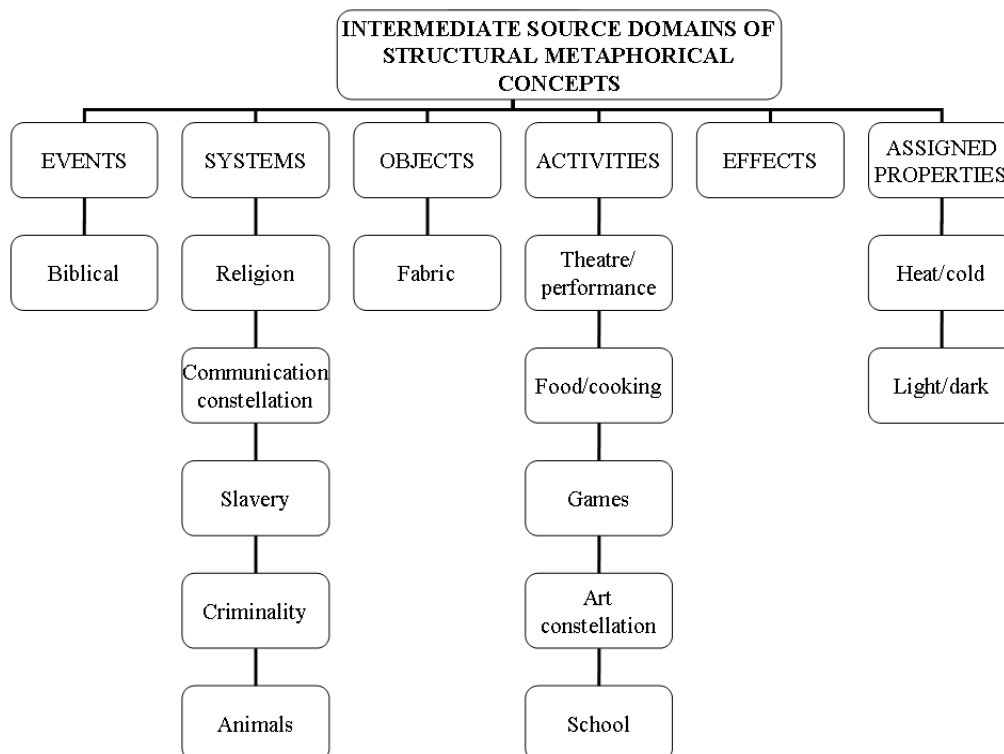 INTERMEDIATE SOURCE DOMAINS OF
STRUCTURAL METAPHORICAL
CONCEPTS
EVENTS
SYSTEMS
OBJECTS
ACTIVITIES
EFFECTS
ASSIGNED
PROPERTIES
Biblical
Religion
Fabric
Theatre/
performance
Heat/cold
Communication
constellation
Food/cooking
Light/dark
Slavery
Games
Criminality
Art
constellation
Animals
School